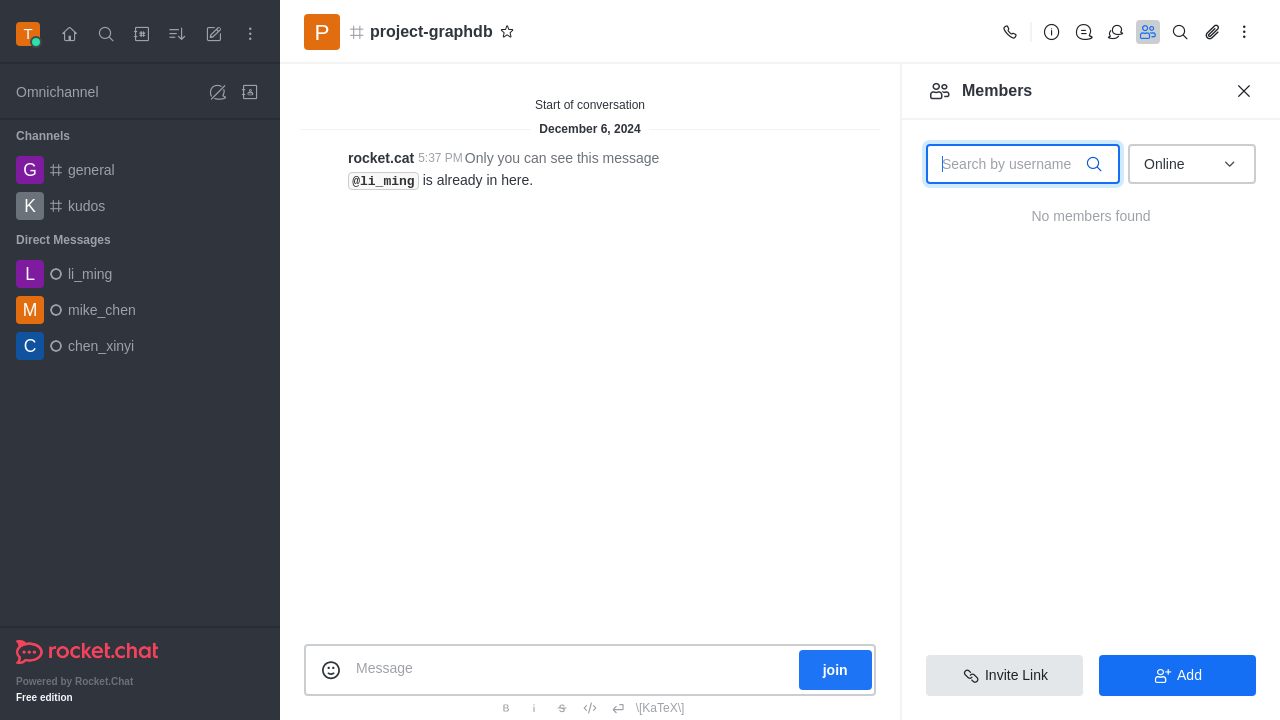 T
Omnichannel
Channels
G general
K kudos
Direct Messages
L li_ming
M mike_chen
C chen_xinyi
rocket.chat
Powered by Rocket.Chat
Free edition
P project-graphdb
Start of conversation
December 6, 2024
rocket.cat 5:37 PM Only you can see this message
@li_ming is already in here.
Message
join
B i S \[KaTeX\]
Members
Search by username
Online
No members found
Invite Link
Add